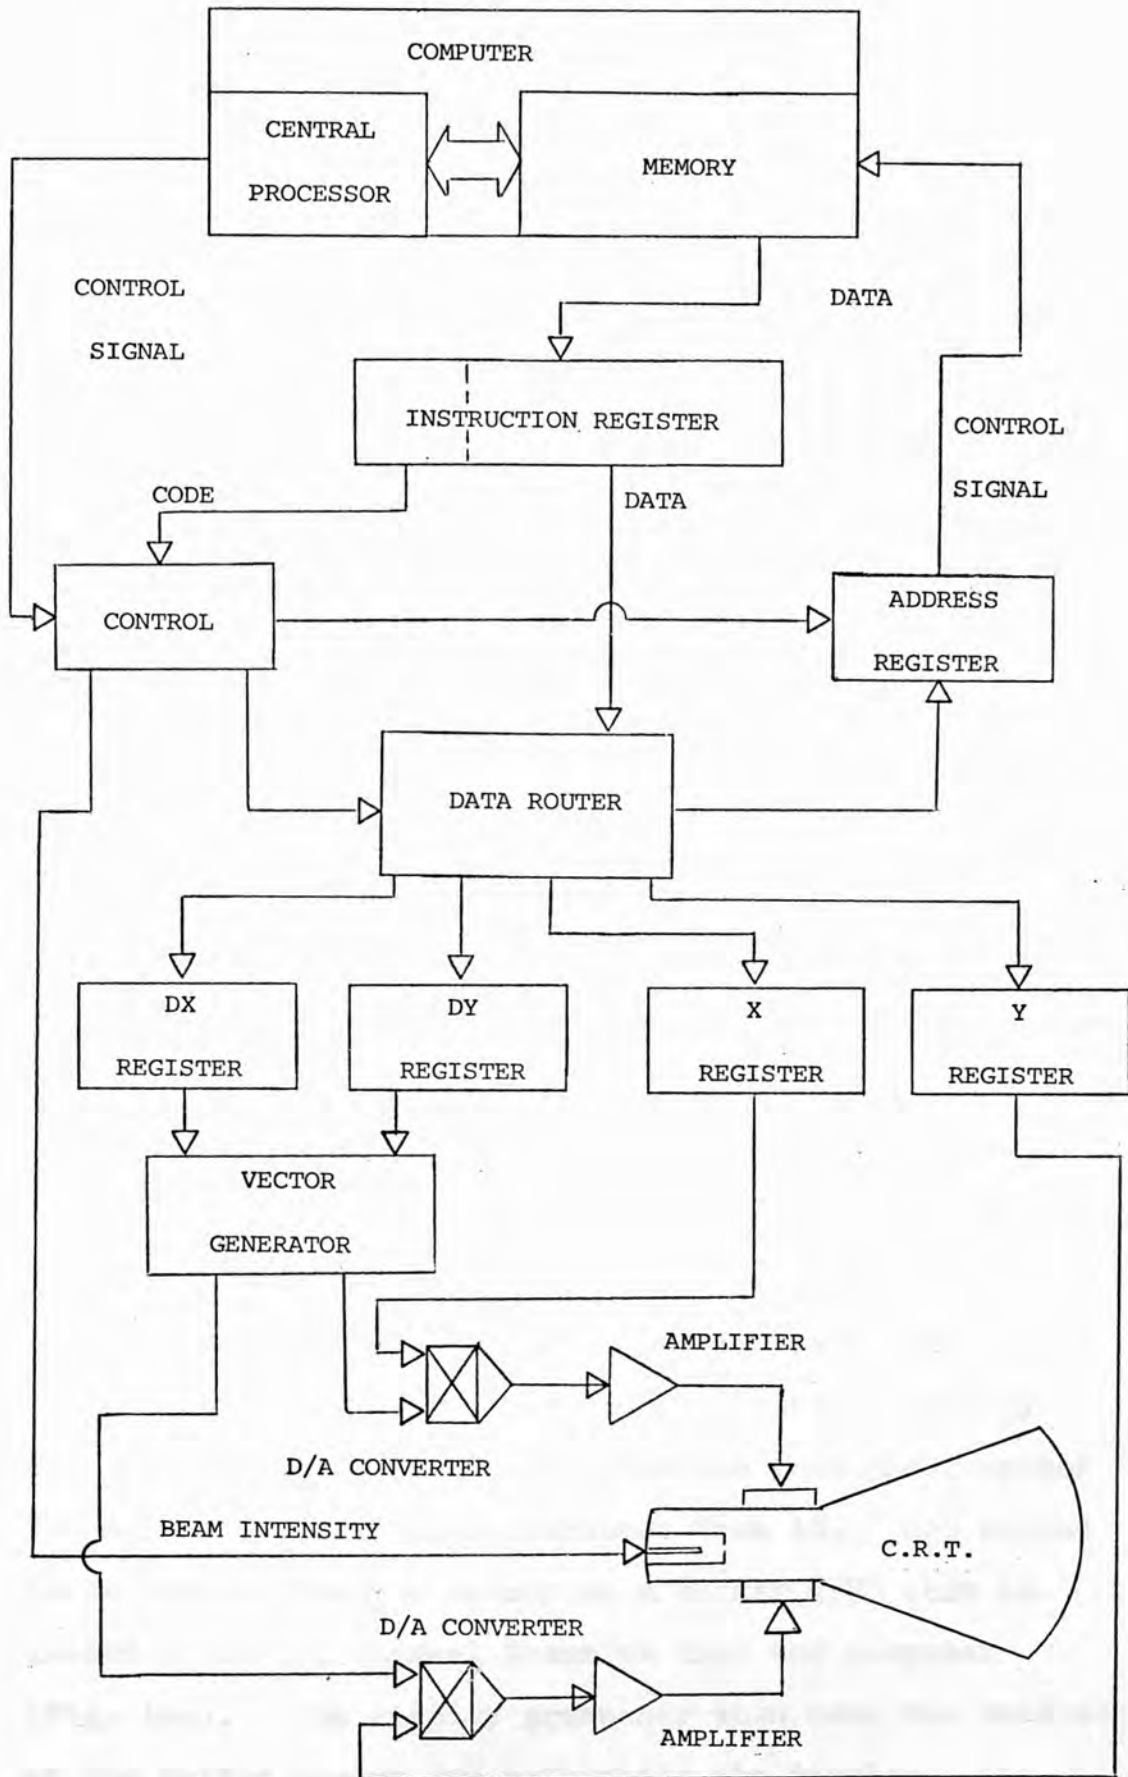 COMPUTER
CENTRAL
PROCESSOR
MEMORY
CONTROL
SIGNAL
DATA
INSTRUCTION REGISTER
CONTROL
SIGNAL
CODE
DATA
CONTROL
ADDRESS
REGISTER
DATA ROUTER
DX
REGISTER
DY
REGISTER
X
REGISTER
Y
REGISTER
VECTOR
GENERATOR
AMPLIFIER
D/A CONVERTER
BEAM INTENSITY
C.R.T.
D/A CONVERTER
AMPLIFIER